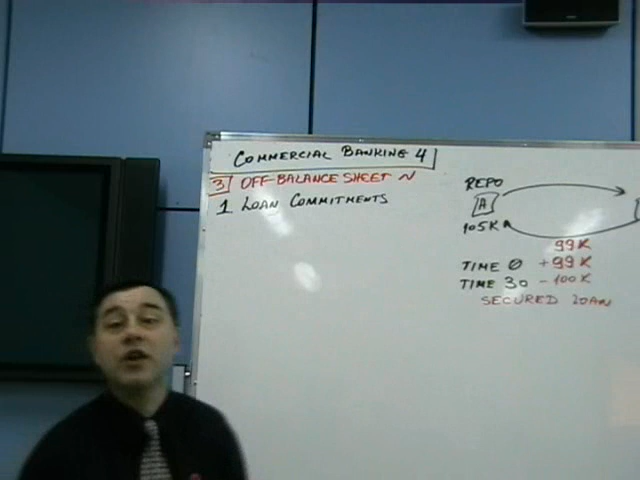 COMMERCIAL BANKING 4
3 OFF-BALANCE SHEET N
1 LOAN COMMITMENTS
REPO
A
105K
99K
TIME 0 +99K
TIME 30 -100K
SECURED LOAN